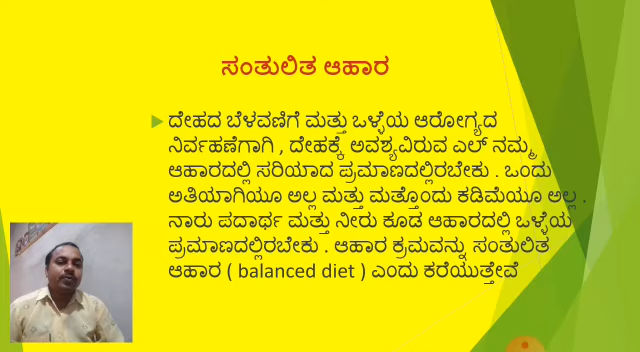 ಸಂತುಲಿತ ಆಹಾರ
ದೇಹದ ಬೆಳವಣಿಗೆ ಮತ್ತು ಒಳ್ಳೆಯ ಆರೋಗ್ಯದ
ನಿರ್ವಹಣೆಗಾಗಿ , ದೇಹಕ್ಕೆ ಅವಶ್ಯವಿರುವ ಎಲ್ ನಮ್ಮ
ಆಹಾರದಲ್ಲಿ ಸರಿಯಾದ ಪ್ರಮಾಣದಲ್ಲಿರಬೇಕು . ಒಂದು
ಅತಿಯಾಗಿಯೂ ಅಲ್ಲ ಮತ್ತು ಮತ್ತೊಂದು ಕಡಿಮೆಯೂ ಅಲ್ಲ .
ನಾರು ಪದಾರ್ಥ ಮತ್ತು ನೀರು ಕೂಡ ಆಹಾರದಲ್ಲಿ ಒಳ್ಳೆಯ
ಪ್ರಮಾಣದಲ್ಲಿರಬೇಕು . ಆಹಾರ ಕ್ರಮವನ್ನು ಸಂತುಲಿತ
ಆಹಾರ ( balanced diet ) ಎಂದು ಕರೆಯುತ್ತೇವೆ